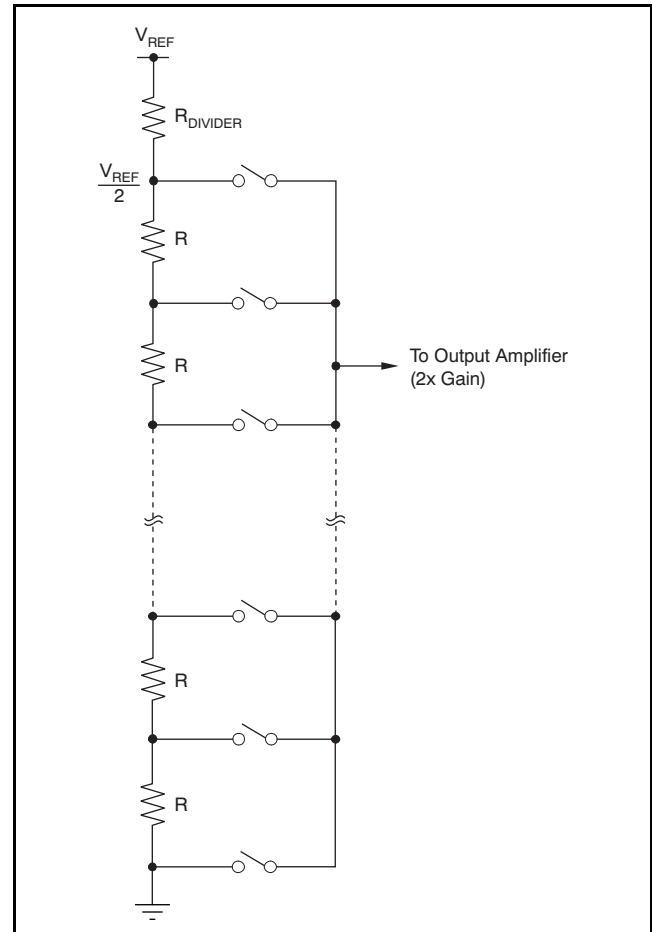 VREF
RDIVIDER
VREF
2
R
R
To Output Amplifier
(2x Gain)
R
R